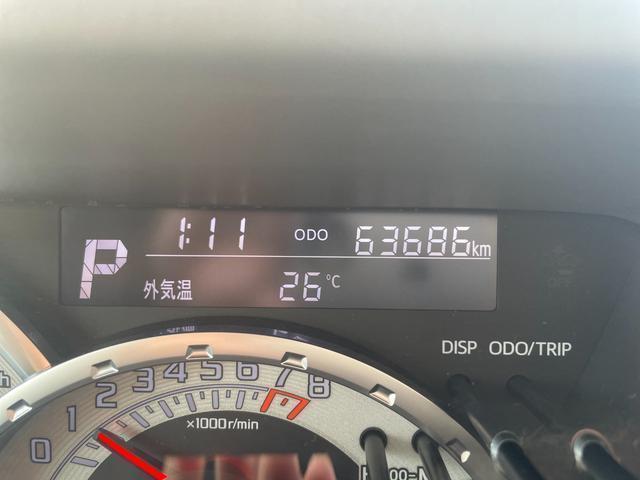 1:11 ODO 63686km
P
外気温 26°C
DISP ODO/TRIP
0 1 2 3 4 5 6 7 8
×1000r/min